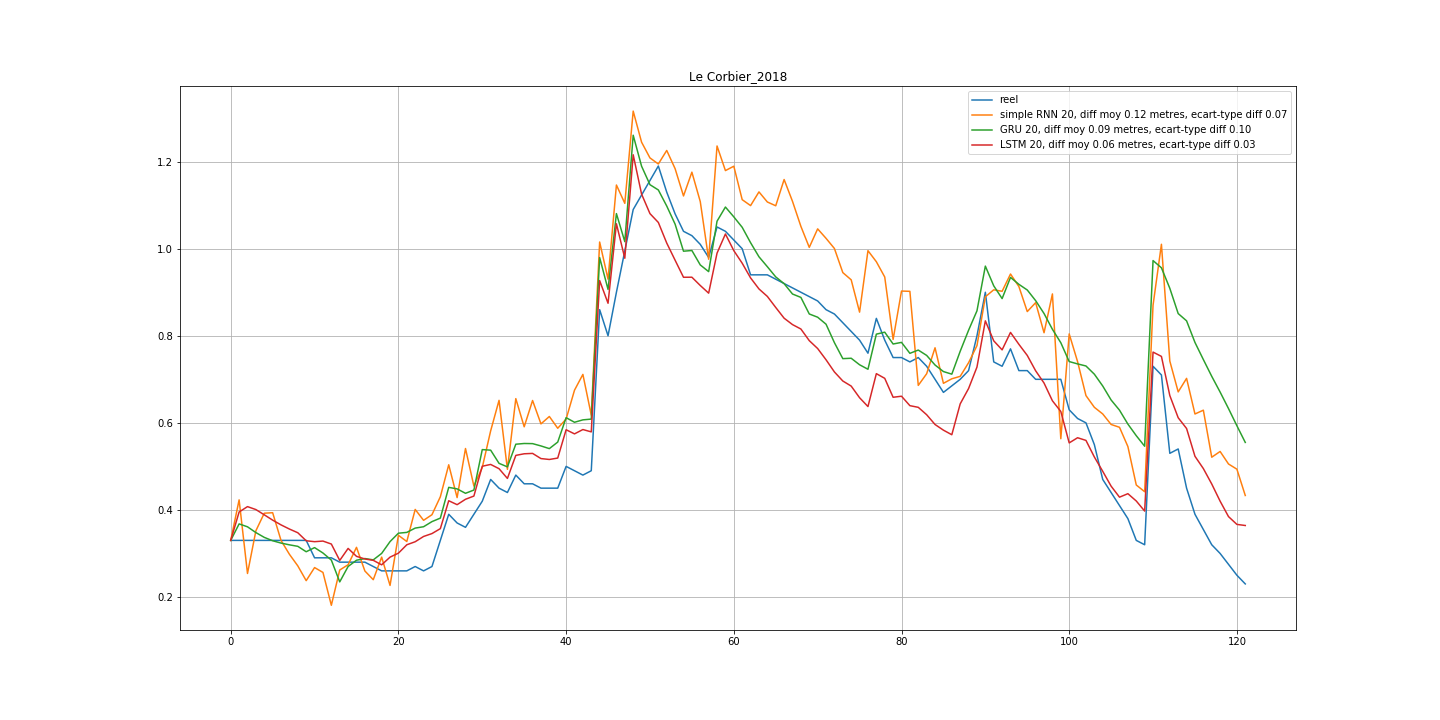 Le Corbier_2018
reel
simple RNN 20, diff moy 0.12 metres, ecart-type diff 0.07
GRU 20, diff moy 0.09 metres, ecart-type diff 0.10
LSTM 20, diff moy 0.06 metres, ecart-type diff 0.03
1.2
1.0
0.8
0.6
0.4
0.2
0 20 40 60 80 100 120